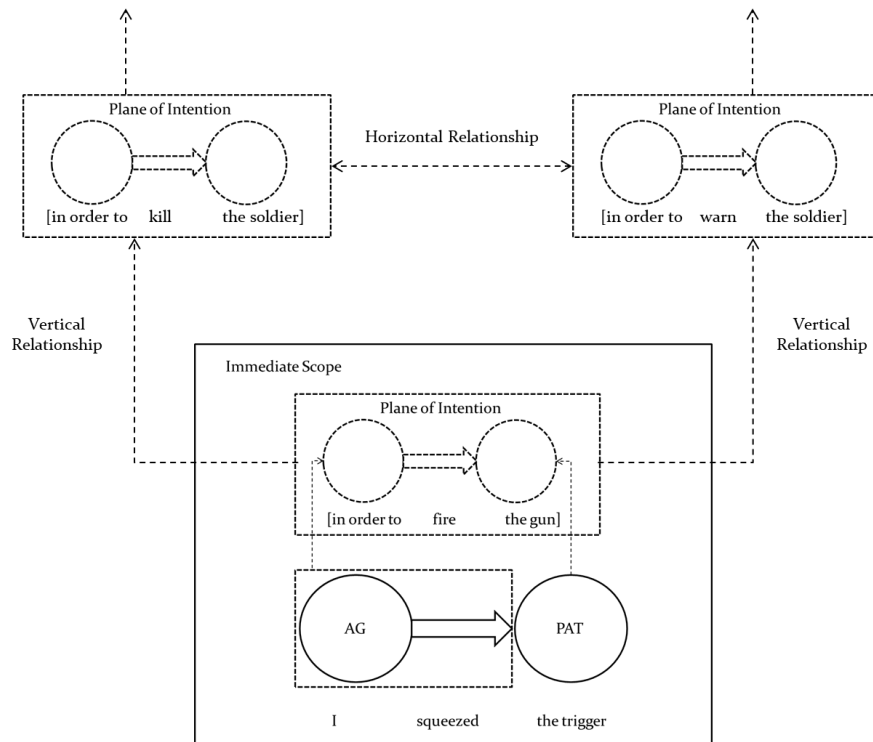 Plane of Intention
Plane of Intention
Horizontal Relationship
[in order to kill the soldier]
[in order to warn the soldier]
Vertical
Relationship
Vertical
Relationship
Immediate Scope
Plane of Intention
[in order to fire the gun]
AG
PAT
I squeezed the trigger